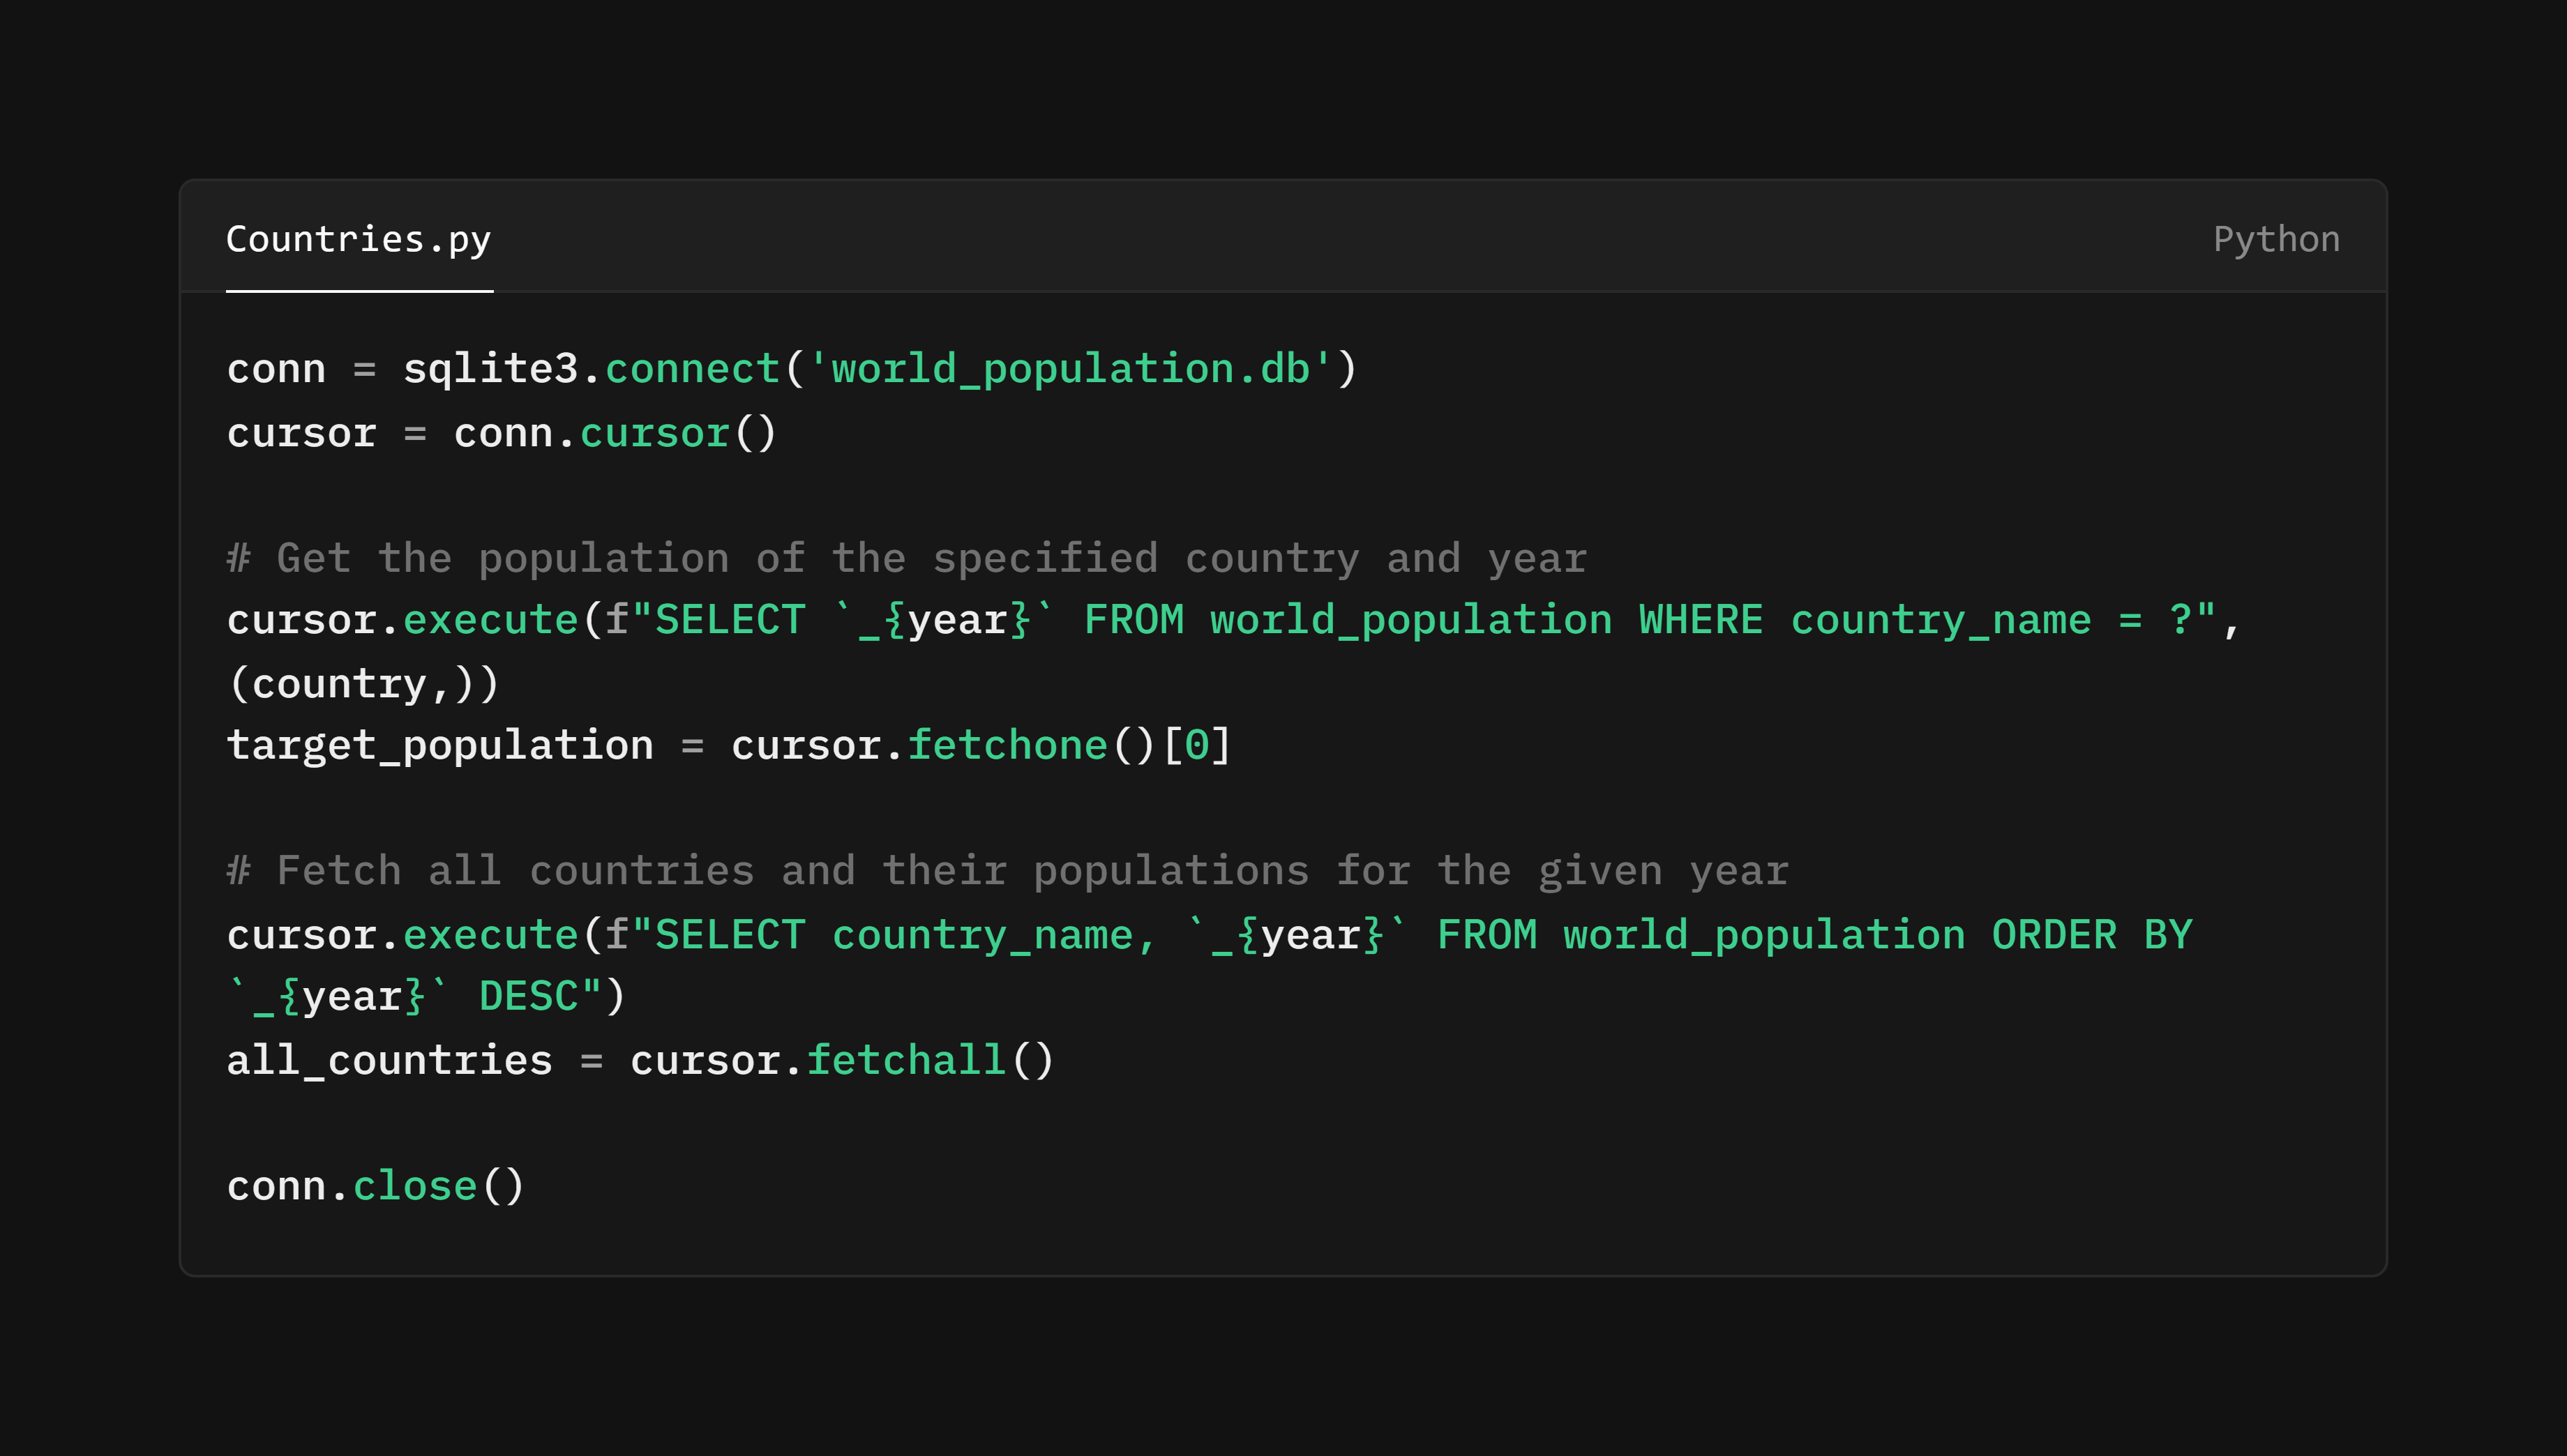 Countries.py
Python
conn = sqlite3.connect('world_population.db')
cursor = conn.cursor()
# Get the population of the specified country and year
cursor.execute(f"SELECT `_{year}` FROM world_population WHERE country_name = ?",
(country,))
target_population = cursor.fetchone()[0]
# Fetch all countries and their populations for the given year
cursor.execute(f"SELECT country_name, `_{year}` FROM world_population ORDER BY
`_{year}` DESC")
all_countries = cursor.fetchall()
conn.close()